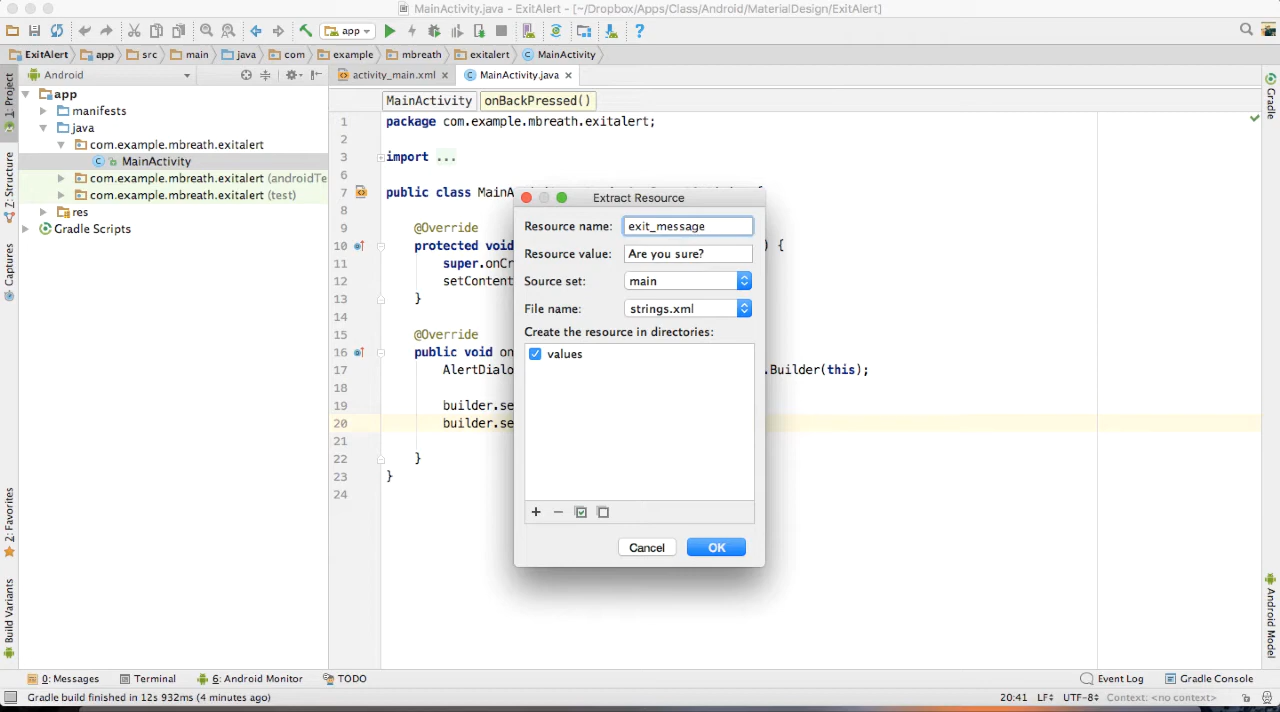 MainActivity.java - ExitAlert - [~/Dropbox/Apps/Class/Android/MaterialDesign/ExitAlert]
app
ExitAlert app src main java com example mbreath exitalert MainActivity
1: Project
Z: Structure
Captures
2: Favorites
Build Variants
Android
app
manifests
java
com.example.mbreath.exitalert
MainActivity
com.example.mbreath.exitalert (androidTe
com.example.mbreath.exitalert (test)
res
Gradle Scripts
activity_main.xml MainActivity.java
MainActivity onBackPressed()
1 package com.example.mbreath.exitalert;
2
3 import ...
6
7 public class MainA {
8
9 @Override
10 protected void ) {
11 super.onCr
12 setContent
13 }
14
15 @Override
16 public void on
17 AlertDialo .Builder(this);
18
19 builder.se
20 builder.se
21
22 }
23 }
24
Extract Resource
Resource name: exit_message
Resource value: Are you sure?
Source set: main
File name: strings.xml
Create the resource in directories:
values
Cancel OK
Gradle
Android Model
0: Messages Terminal 6: Android Monitor TODO Event Log Gradle Console
Gradle build finished in 12s 932ms (4 minutes ago) 20:41 LF UTF-8 Context: <no context>